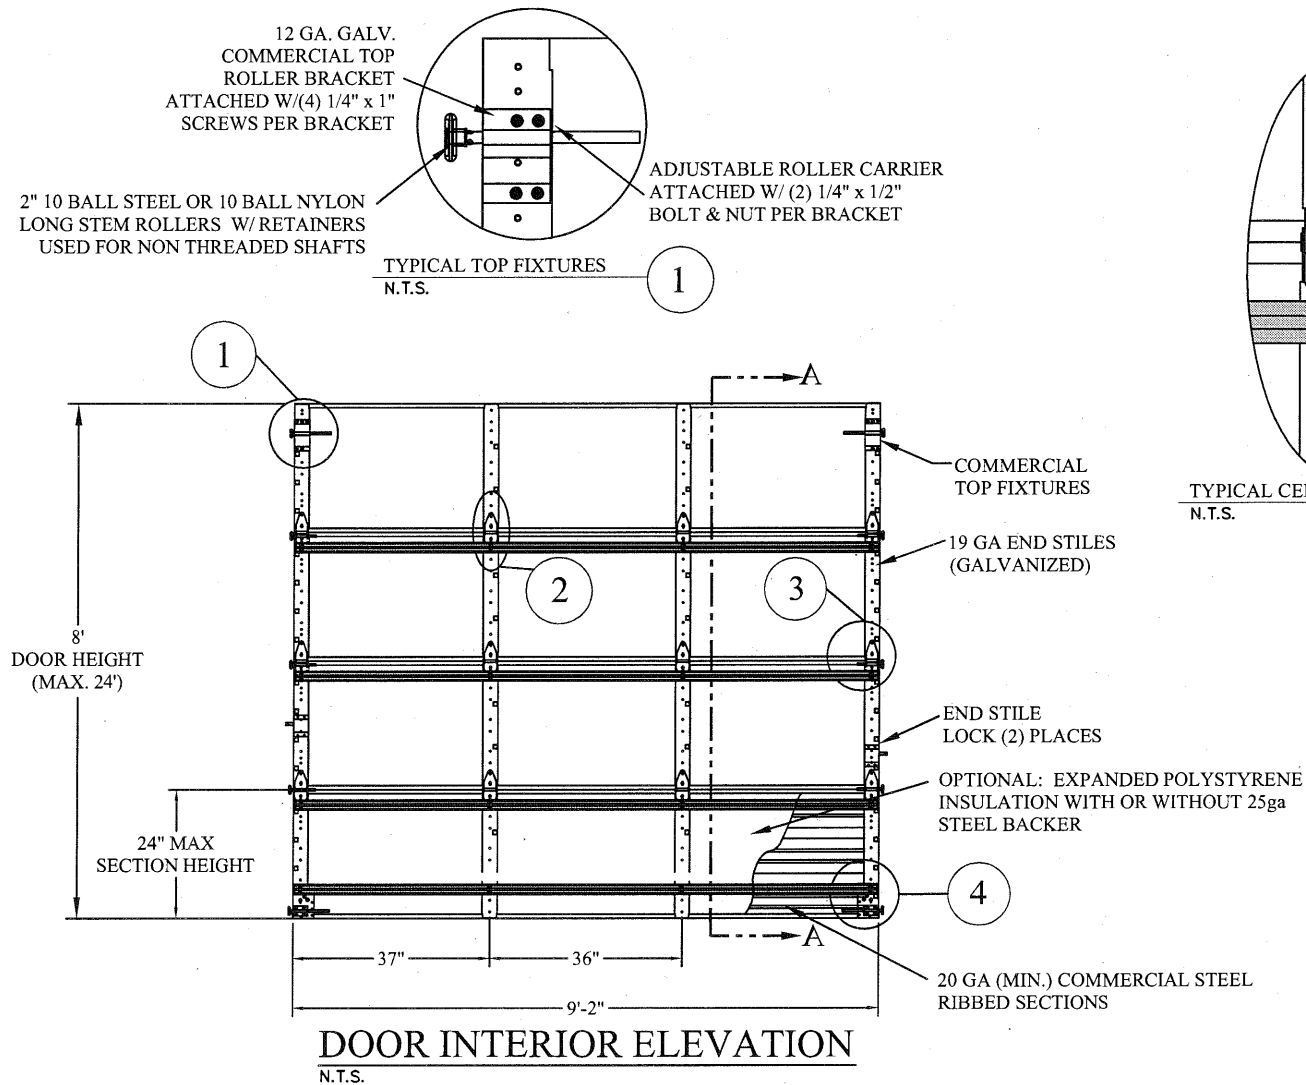 12 GA. GALV.
COMMERCIAL TOP
ROLLER BRACKET
ATTACHED W/(4) 1/4" x 1"
SCREWS PER BRACKET
2" 10 BALL STEEL OR 10 BALL NYLON
LONG STEM ROLLERS W/ RETAINERS
USED FOR NON THREADED SHAFTS
ADJUSTABLE ROLLER CARRIER
ATTACHED W/ (2) 1/4" x 1/2"
BOLT & NUT PER BRACKET
TYPICAL TOP FIXTURES
N.T.S.
1
1
A
COMMERCIAL
TOP FIXTURES
TYPICAL CE
N.T.S.
19 GA END STILES
(GALVANIZED)
2
3
8'
DOOR HEIGHT
(MAX. 24')
END STILE
LOCK (2) PLACES
OPTIONAL: EXPANDED POLYSTYRENE
INSULATION WITH OR WITHOUT 25ga
STEEL BACKER
24" MAX
SECTION HEIGHT
4
A
37"
36"
20 GA (MIN.) COMMERCIAL STEEL
RIBBED SECTIONS
9'-2"
DOOR INTERIOR ELEVATION
N.T.S.